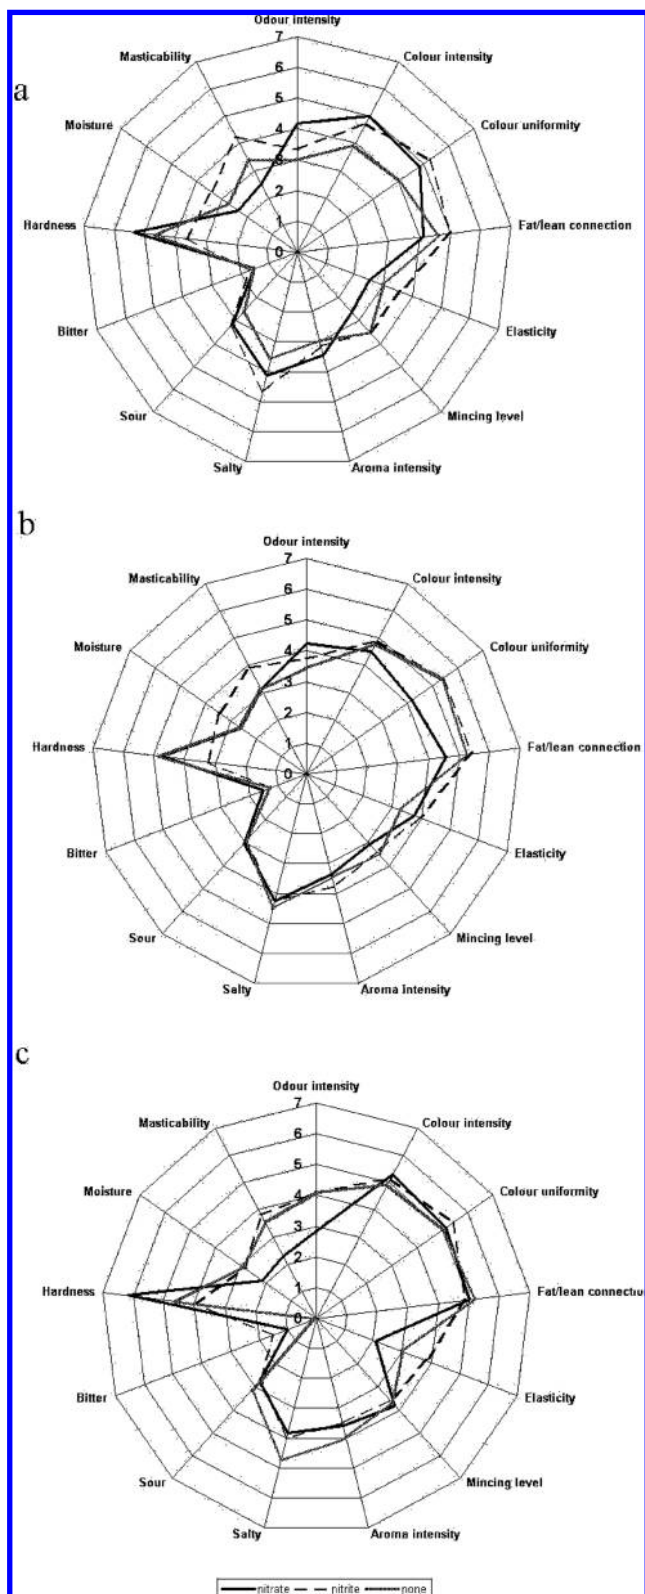 a
Odour intensity
Masticability
Colour intensity
Moisture
Colour uniformity
Hardness
Fat/lean connection
Bitter
Elasticity
Sour
Mincing level
Salty
Aroma intensity
7
6
5
4
3
2
1
0
b
Odour intensity
Masticability
Colour intensity
Moisture
Colour uniformity
Hardness
Fat/lean connection
Bitter
Elasticity
Sour
Mincing level
Salty
Aroma intensity
7
6
5
4
3
2
1
0
c
Odour intensity
Masticability
Colour intensity
Moisture
Colour uniformity
Hardness
Fat/lean connection
Bitter
Elasticity
Sour
Mincing level
Salty
Aroma intensity
7
6
5
4
3
2
1
0
nitrate nitrite none